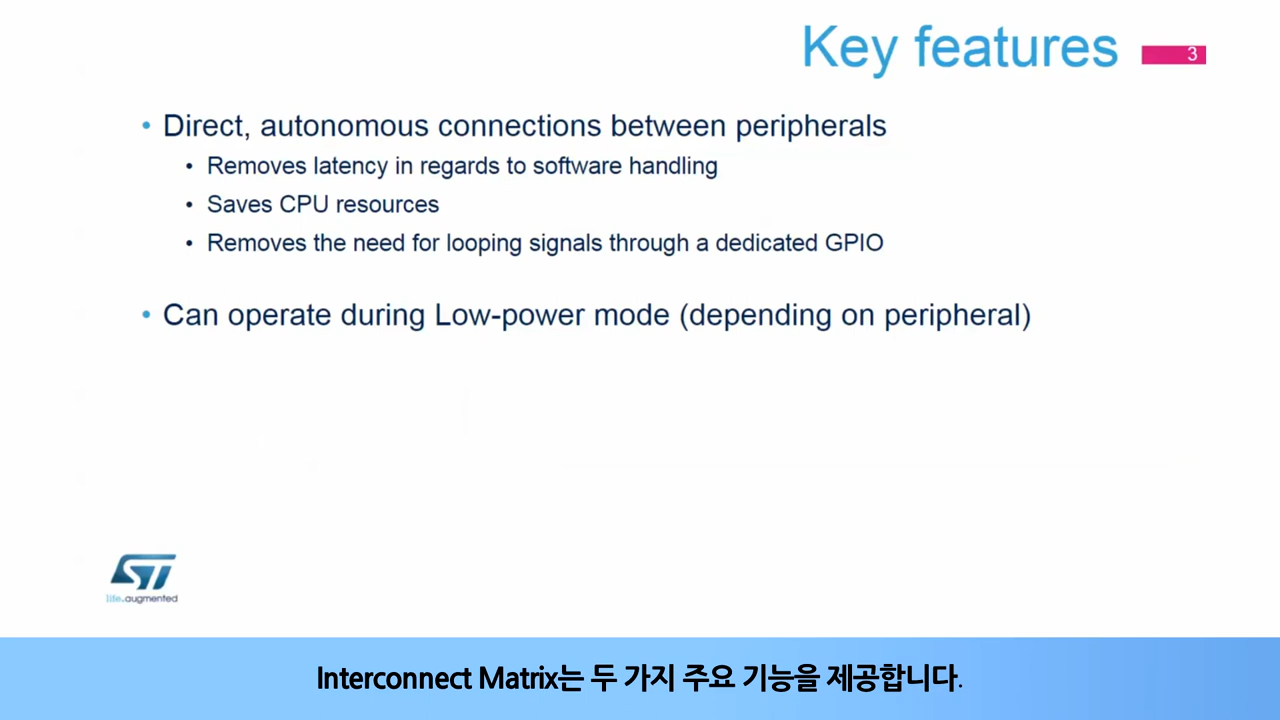 Key features
3
• Direct, autonomous connections between peripherals
• Removes latency in regards to software handling
• Saves CPU resources
• Removes the need for looping signals through a dedicated GPIO
• Can operate during Low-power mode (depending on peripheral)
ST
life.augmented
Interconnect Matrix는 두 가지 주요 기능을 제공합니다.